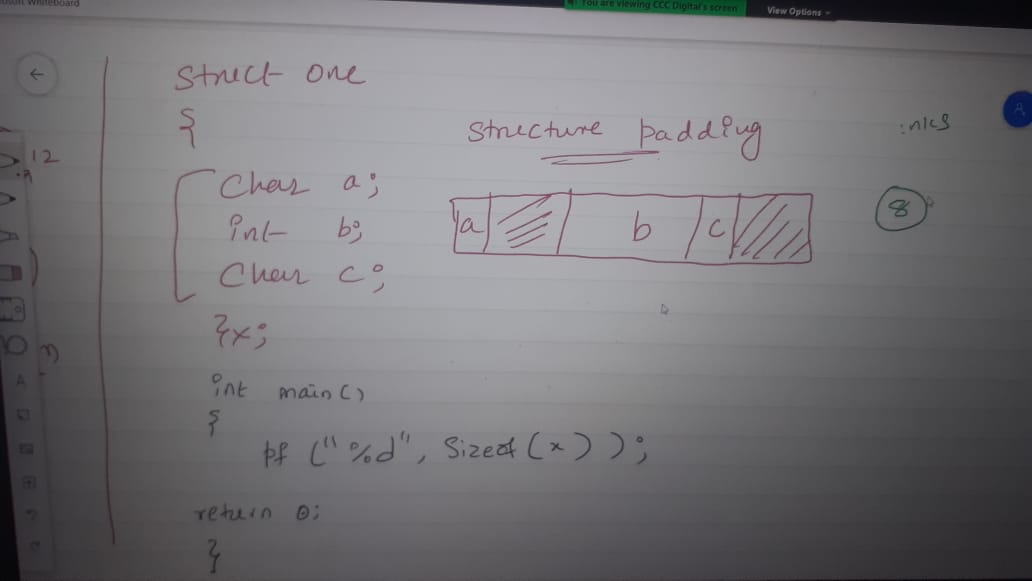 Whiteboard
You are viewing CCC Digital's screen
View Options
Struct one
{
Structure padding
:nks
12
Char a;
int b;
Char c;
a b c
8
}x;
int main()
{
pf ("%d", Sizeof (x));
return 0;
}